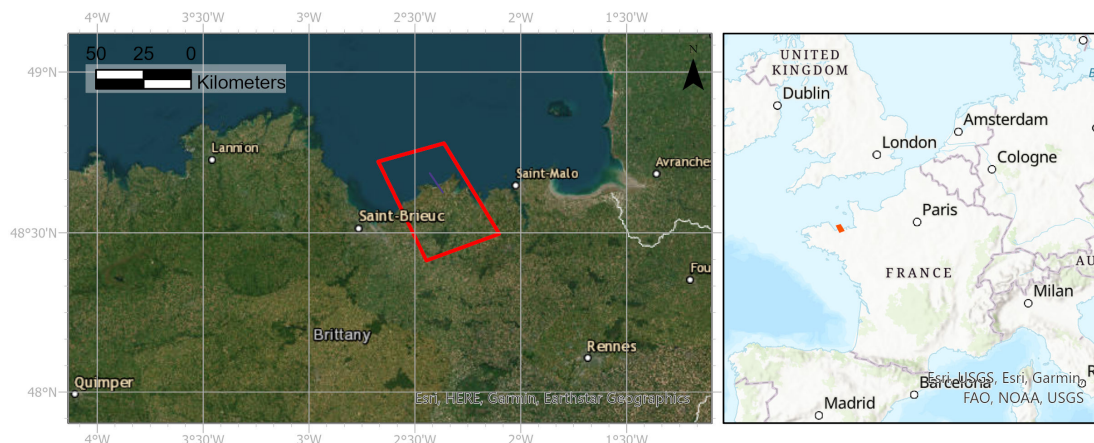 4°W 3°30'W 3°W 2°30'W 2°W 1°30'W
50 25 0
Kilometers
N
49°N
Lannion
Saint-Malo
Avranche
Saint-Brieuc
48°30'N
Fou
Brittany
Rennes
Quimper
48°N
Esri, HERE, Garmin, Earthstar Geographics
4°W 3°30'W 3°W 2°30'W 2°W 1°30'W
UNITED
KINGDOM
Dublin
Amsterdam
London
Cologne
Paris
FRANCE
AU
Milan
Barcelona
Esri, USGS, Esri, Garmin,
R
Madrid
FAO, NOAA, USGS